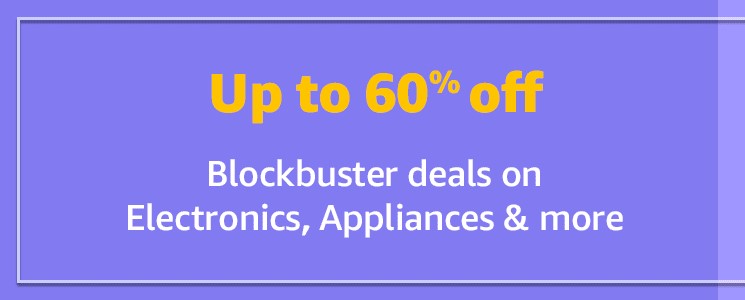 Up to 60% off
Blockbuster deals on
Electronics, Appliances & more